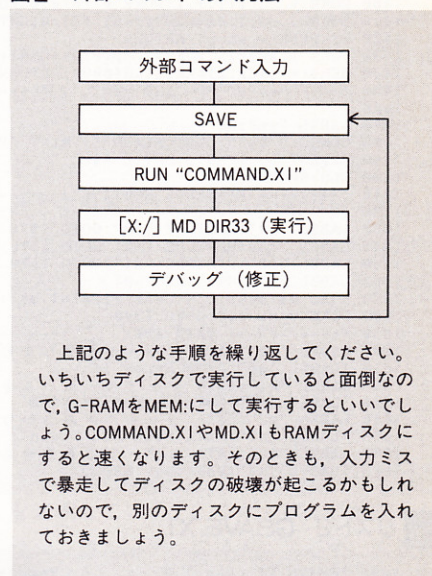 外部コマンド入力
SAVE
RUN “COMMAND.X1”
[X:/] MD DIR33（実行）
デバッグ（修正）
上記のような手順を繰り返してください。
いちいちディスクで実行していると面倒なの
で，G-RAMをMEM:にして実行するといいでし
ょう。COMMAND.X1やMD.X1もRAMディスクに
すると速くなります。そのときも，入力ミス
で暴走してディスクの破壊が起こるかもしれ
ないので，別のディスクにプログラムを入れ
ておきましょう。